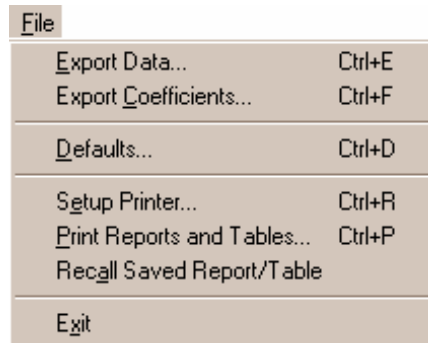 File
Export Data... Ctrl+E
Export Coefficients... Ctrl+F
Defaults... Ctrl+D
Setup Printer... Ctrl+R
Print Reports and Tables... Ctrl+P
Recall Saved Report/Table
Exit